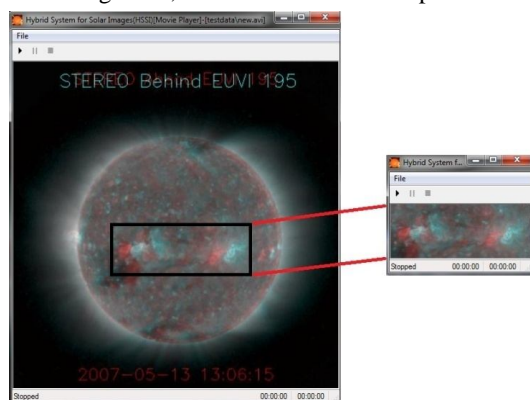 Hybrid System for Solar Images(HSSI)[Movie Player]-[testdata\new.avi]
File
STEREO Behind EUVI 195
2007-05-13 13:06:15
Stopped 00:00:00 00:00:00
Hybrid System f...
File
Stopped 00:00:00 00:00:00